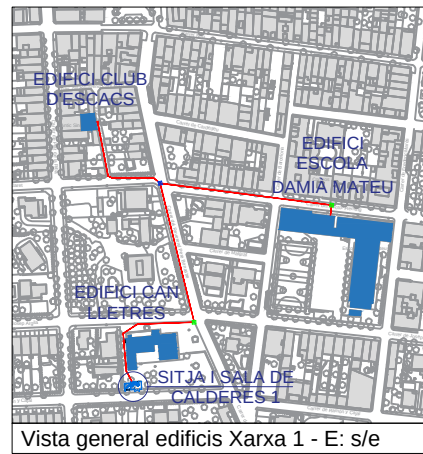 EDIFICI CLUB
D'ESCACS
EDIFICI
ESCOLA
DAMIÀ MATEU
EDIFICI CAN
LLETRES
SITJA I SALA DE
CALDERES 1
Vista general edificis Xarxa 1 - E: s/e